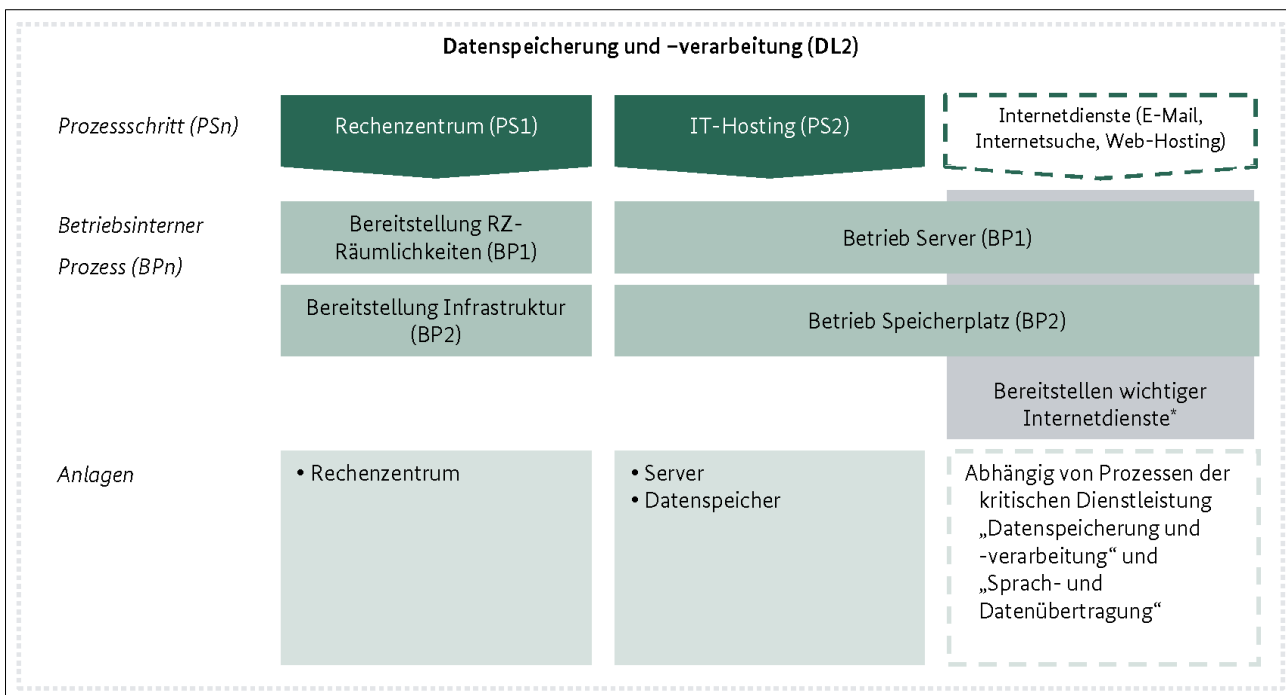 Datenspeicherung und –verarbeitung (DL2)
Prozessschritt (PSn)
Rechenzentrum (PS1)
IT-Hosting (PS2)
Internetdienste (E-Mail,
Internetsuche, Web-Hosting)
Betriebsinterner
Prozess (BPn)
Bereitstellung RZ-
Räumlichkeiten (BP1)
Betrieb Server (BP1)
Bereitstellung Infrastruktur
(BP2)
Betrieb Speicherplatz (BP2)
Bereitstellen wichtiger
Internetdienste*
Anlagen
• Rechenzentrum
• Server
• Datenspeicher
Abhängig von Prozessen der
kritischen Dienstleistung
„Datenspeicherung und
-verarbeitung“ und
„Sprach- und
Datenübertragung“